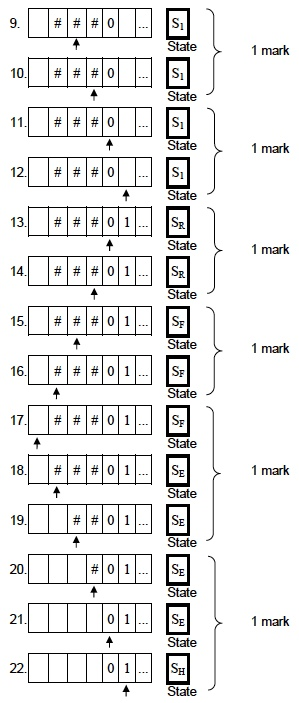 9. # # # 0 ... S1
State
1 mark
10. # # # 0 ... S1
State
11. # # # 0 ... S1
State
1 mark
12. # # # 0 ... S1
State
13. # # # 0 1 ... SR
State
1 mark
14. # # # 0 1 ... SR
State
15. # # # 0 1 ... SF
State
1 mark
16. # # # 0 1 ... SF
State
17. # # # 0 1 ... SF
State
18. # # # 0 1 ... SE
State
1 mark
19. # # 0 1 ... SE
State
20. # 0 1 ... SE
State
21. 0 1 ... SE
State
1 mark
22. 0 1 ... SH
State